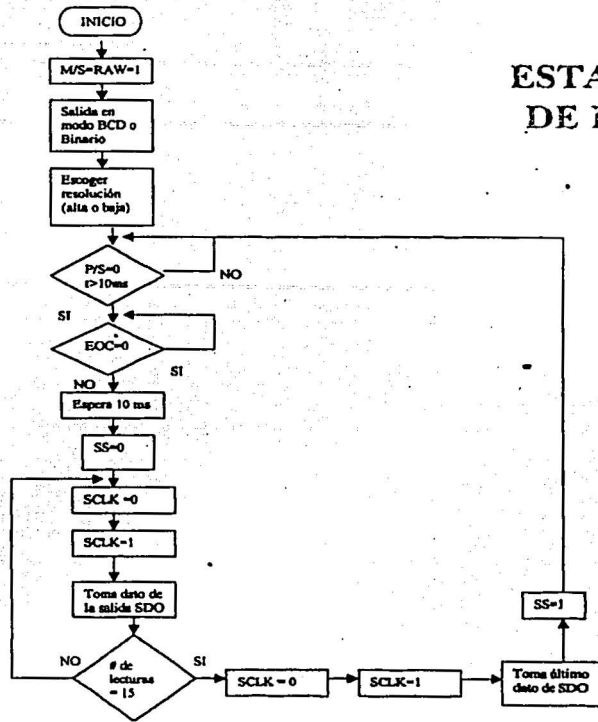 INICIO
M/S=RAW=1
ESTA
DE
Salida en
modo BCD o
Binario
Escoger
resolución
(alta o baja)
P/S=0
t>10ms
NO
SI
EOC=0
SI
NO
Espera 10 ms
SS=0
SCLK =0
SCLK=1
Toma dato de
la salida SDO
SS=1
NO
# de
lecturas
= 15
SI
SCLK = 0
SCLK=1
Toma último
dato de SDO